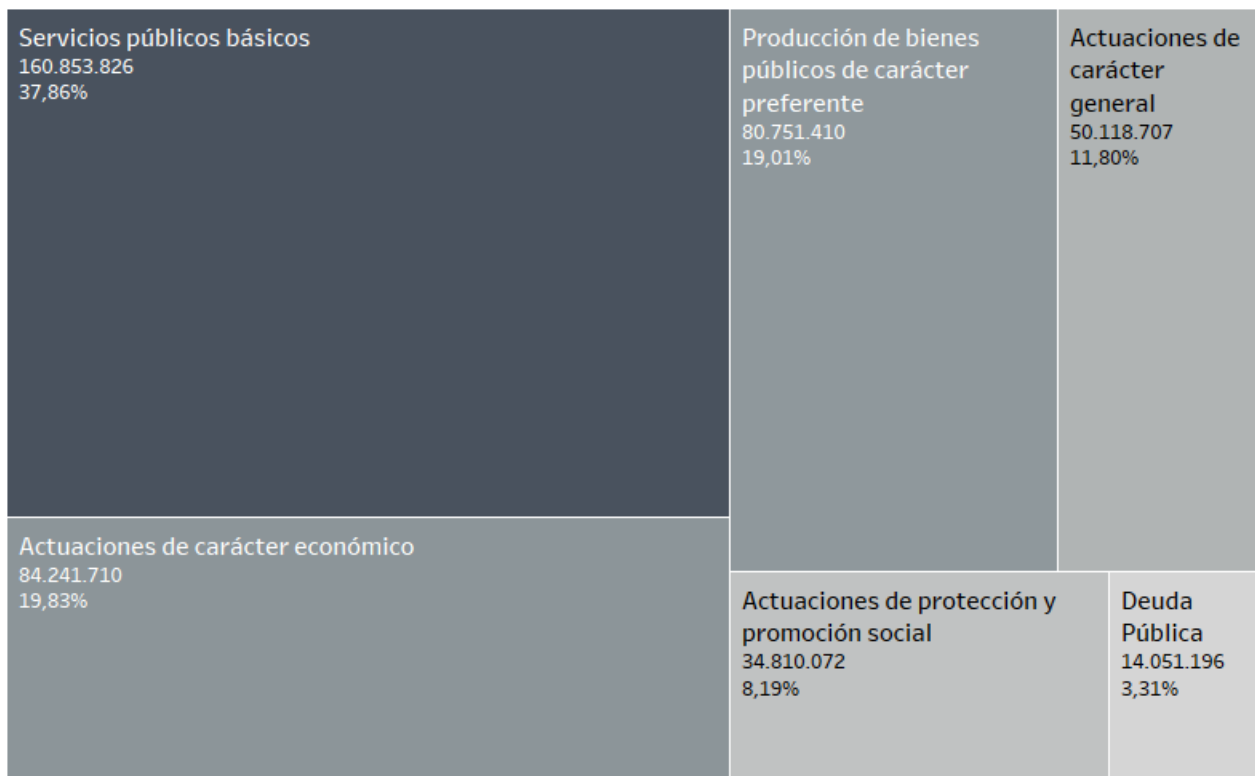 Servicios públicos básicos
160.853.826
37,86%
Actuaciones de carácter económico
84.241.710
19,83%
Producción de bienes
públicos de carácter
preferente
80.751.410
19,01%
Actuaciones de
carácter
general
50.118.707
11,80%
Actuaciones de protección y
promoción social
34.810.072
8,19%
Deuda
Pública
14.051.196
3,31%